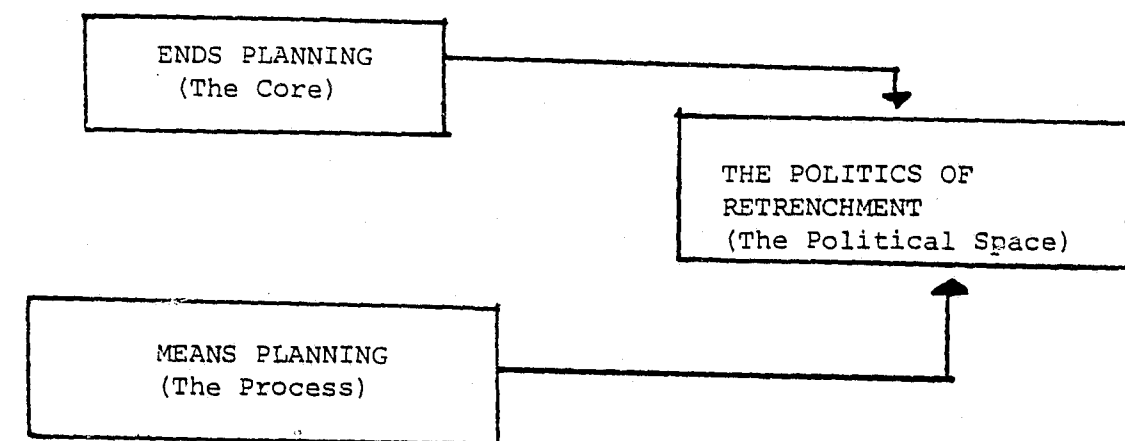 ENDS PLANNING
(The Core)
THE POLITICS OF
RETRENCHMENT
(The Political Space)
MEANS PLANNING
(The Process)